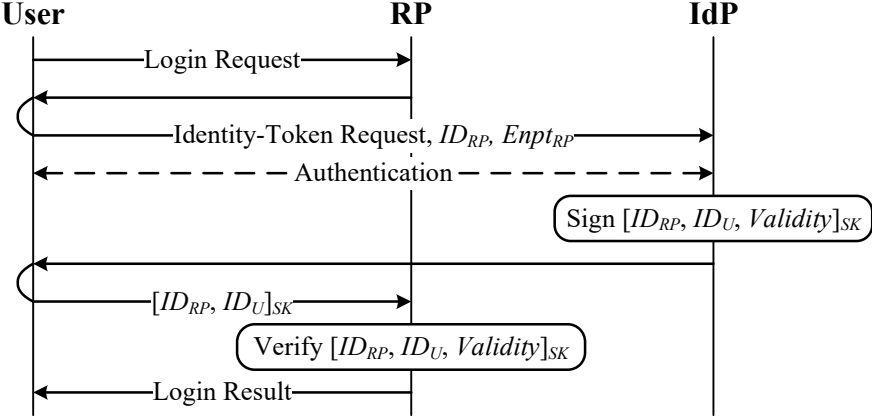 User RP IdP
Login Request
Identity-Token Request, ID_RP, Enpt_RP
Authentication
Sign [ID_RP, ID_U, Validity]_SK
[ID_RP, ID_U]_SK
Verify [ID_RP, ID_U, Validity]_SK
Login Result